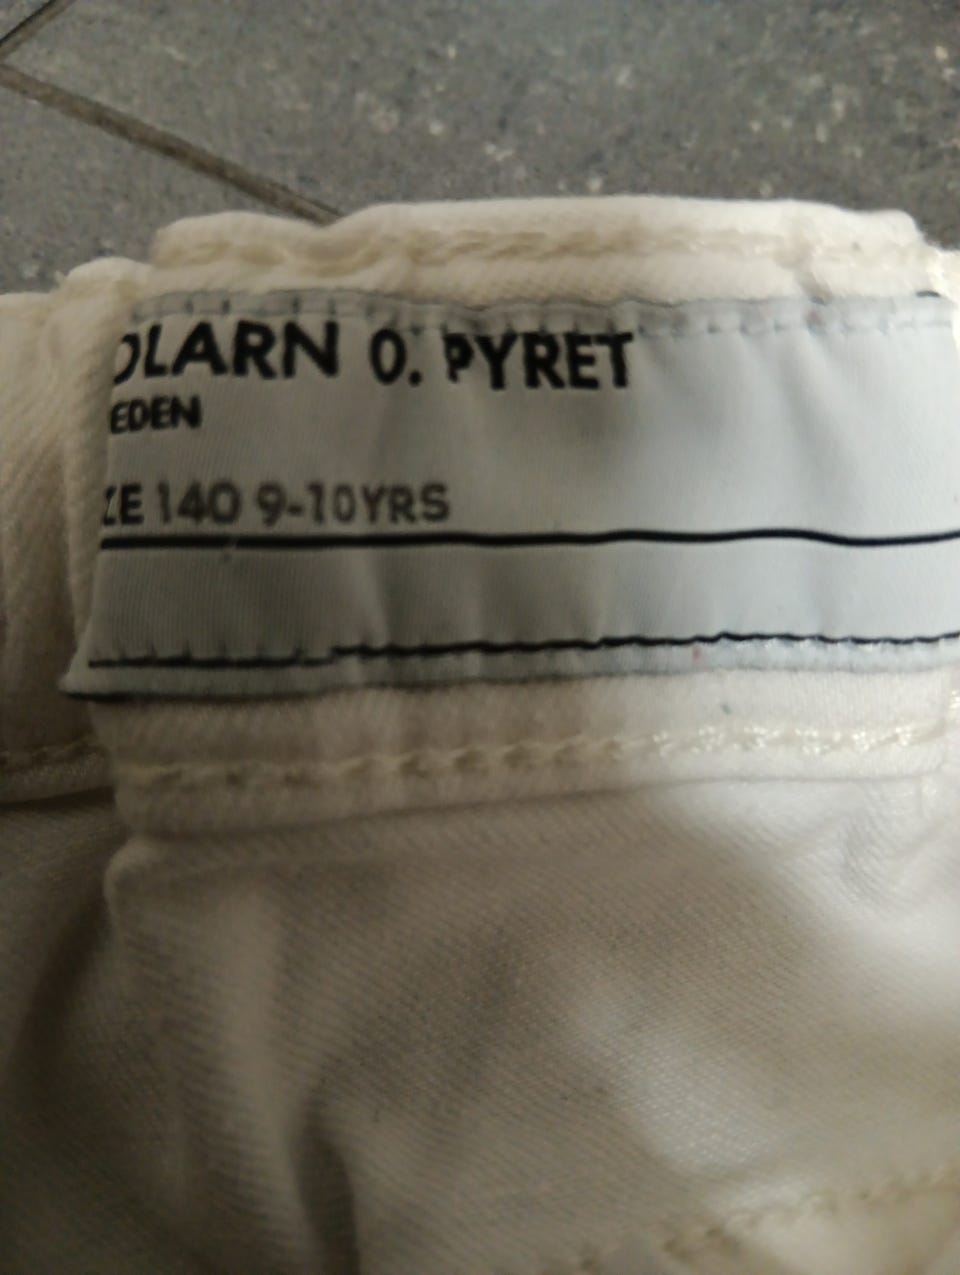 OLARN O. PYRET
EDEN
ZE 140 9-10YRS